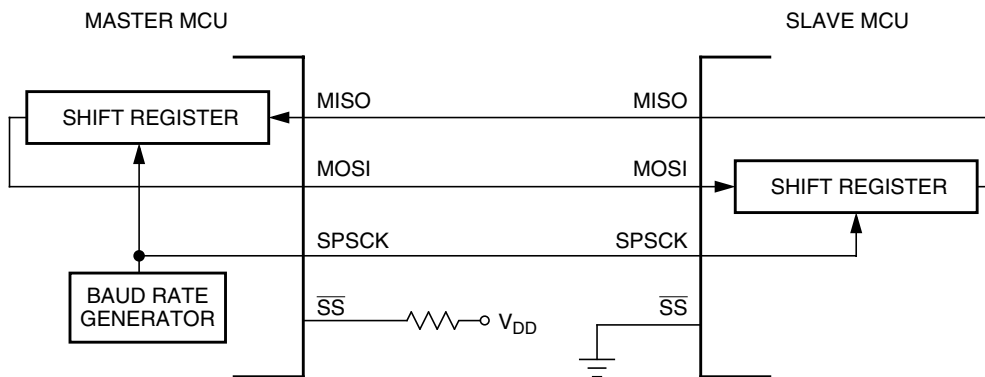 MASTER MCU
SLAVE MCU
SHIFT REGISTER
MISO
MISO
MOSI
MOSI
SHIFT REGISTER
SPSCK
SPSCK
BAUD RATE
GENERATOR
SS
VDD
SS